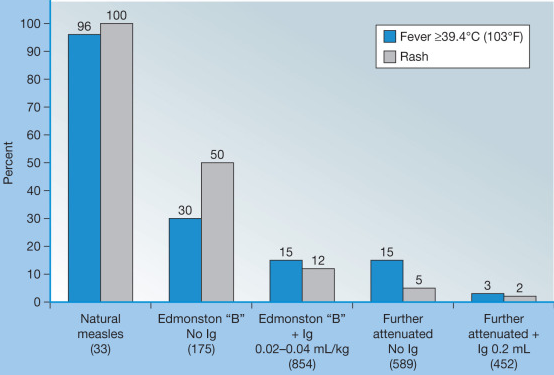 Fever ≥39.4°C (103°F)
Rash
Percent
100
90
80
70
60
50
40
30
20
10
0
96
100
30
50
15
12
15
5
3
2
Natural
measles
(33)
Edmonston “B”
No Ig
(175)
Edmonston “B”
+ Ig
0.02–0.04 mL/kg
(854)
Further
attenuated
No Ig
(589)
Further
attenuated +
Ig 0.2 mL
(452)